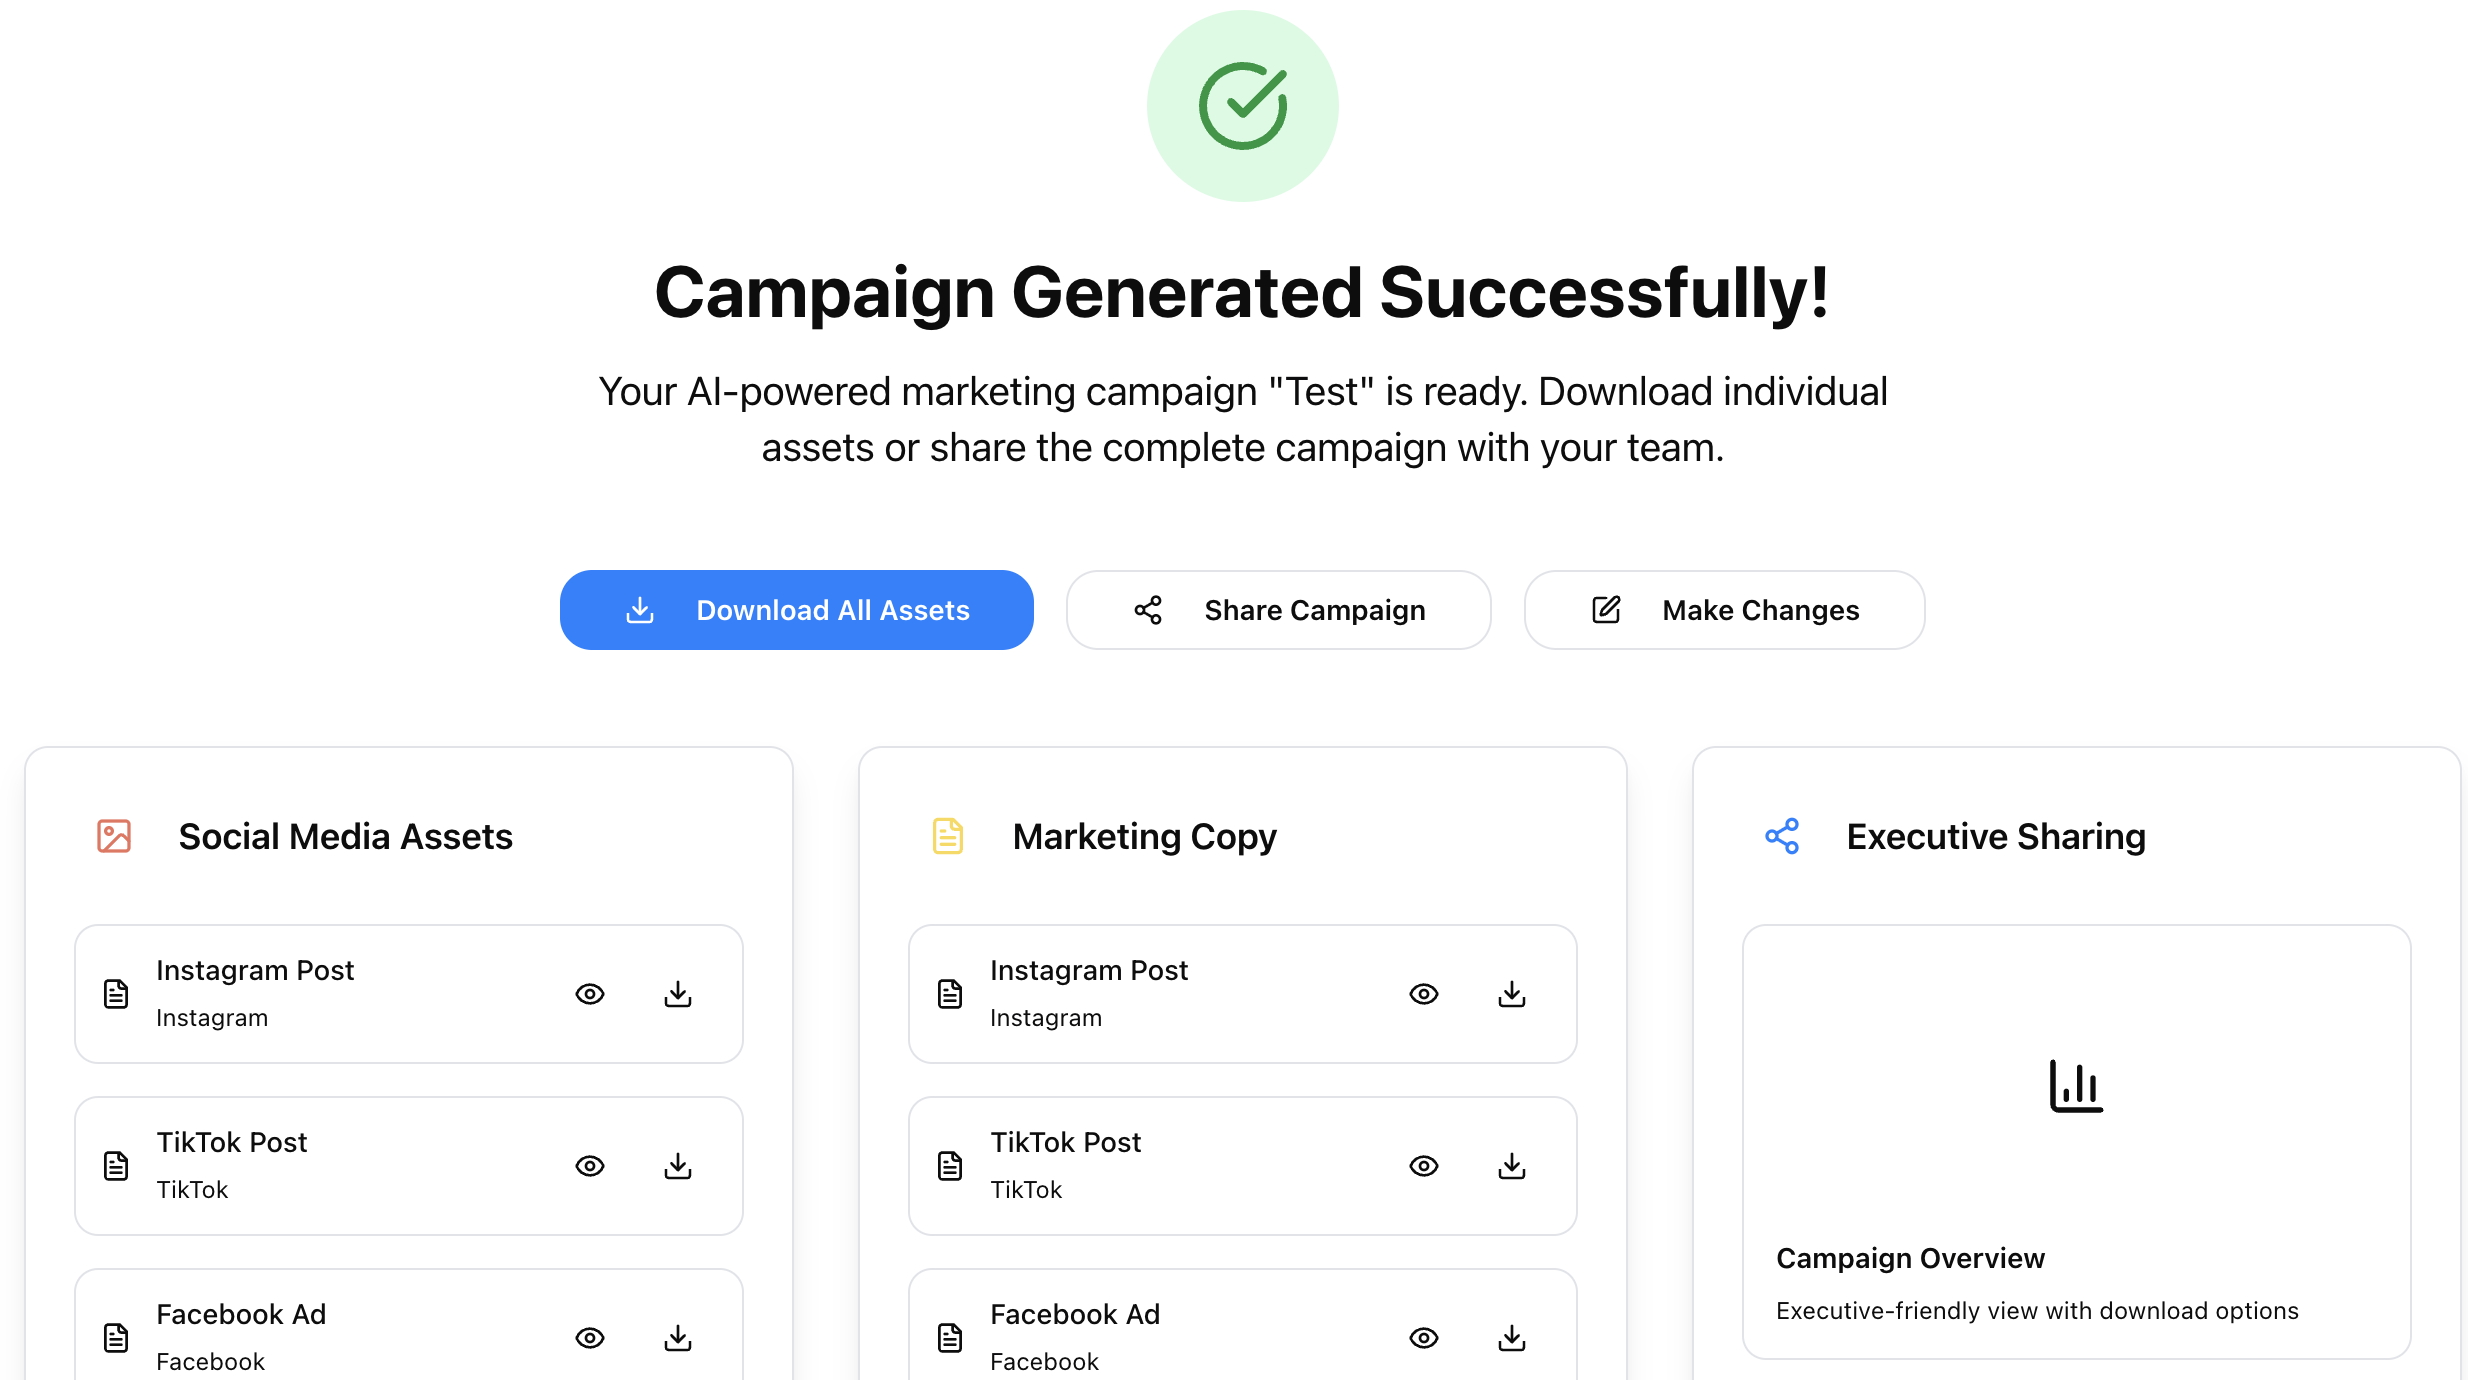 Campaign Generated Successfully!
Your AI-powered marketing campaign "Test" is ready. Download individual
assets or share the complete campaign with your team.
Download All Assets
Share Campaign
Make Changes
Social Media Assets
Instagram Post
Instagram
TikTok Post
TikTok
Facebook Ad
Facebook
Marketing Copy
Instagram Post
Instagram
TikTok Post
TikTok
Facebook Ad
Facebook
Executive Sharing
Campaign Overview
Executive-friendly view with download options